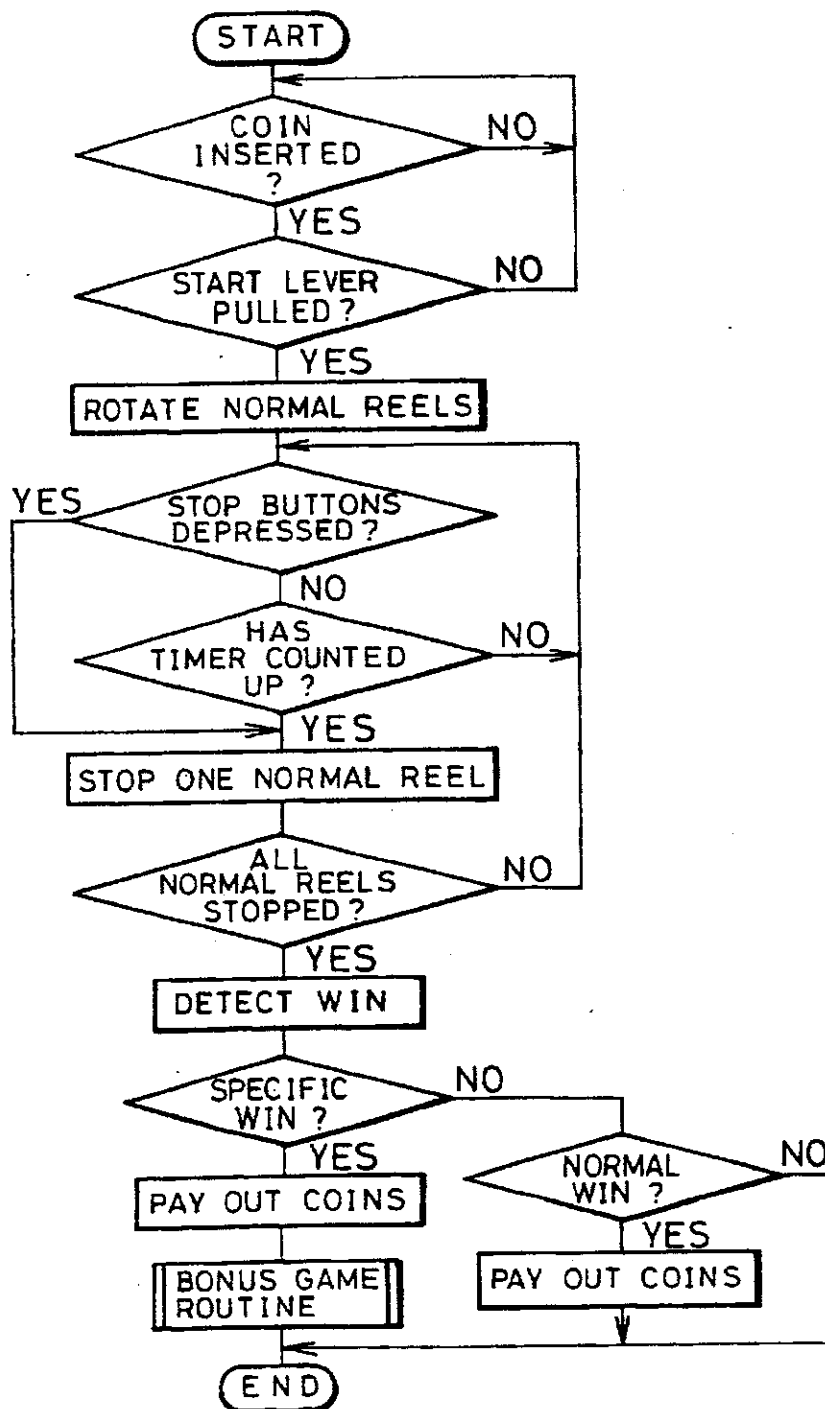 START
COIN
INSERTED
?
NO
YES
START LEVER
PULLED?
NO
YES
ROTATE NORMAL REELS
YES
STOP BUTTONS
DEPRESSED?
NO
HAS
TIMER COUNTED
UP ?
NO
YES
STOP ONE NORMAL REEL
ALL
NORMAL REELS
STOPPED?
NO
YES
DETECT WIN
SPECIFIC
WIN ?
NO
YES
NORMAL
WIN ?
NO
PAY OUT COINS
YES
BONUS GAME
ROUTINE
PAY OUT COINS
END